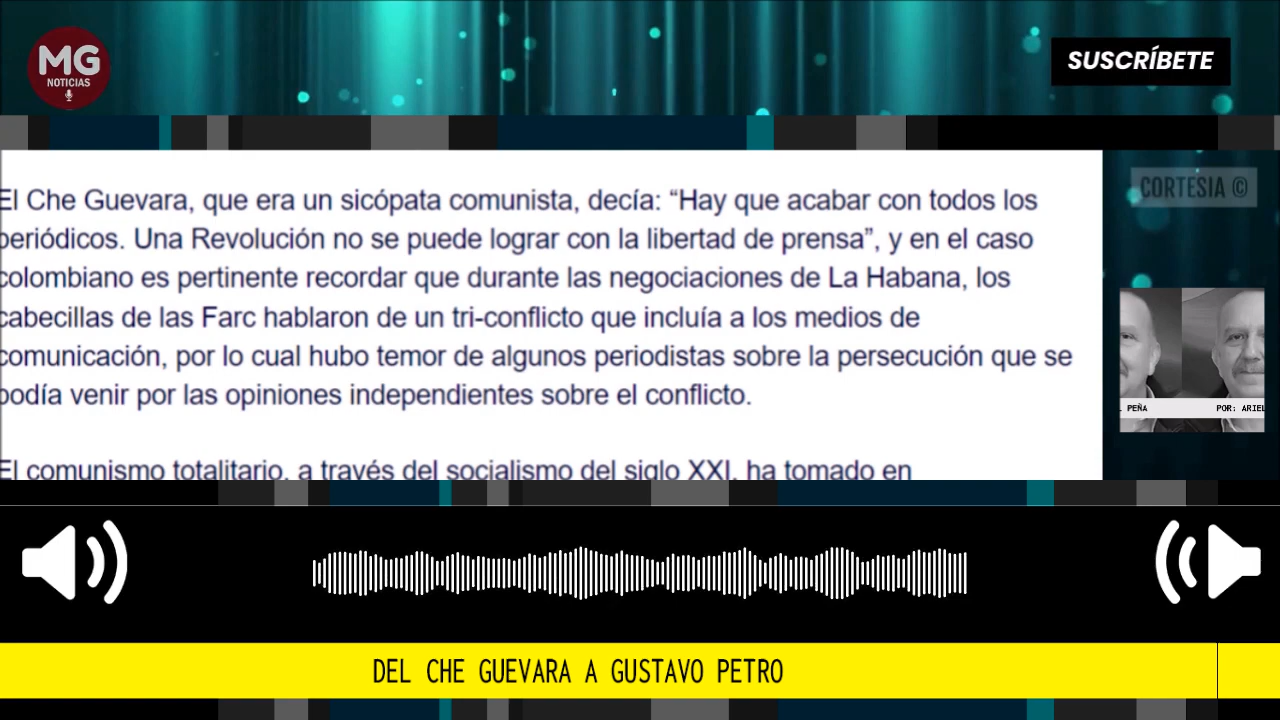 MG
NOTICIAS
SUSCRÍBETE
CORTESIA ©
El Che Guevara, que era un sicópata comunista, decía: “Hay que acabar con todos los
periódicos. Una Revolución no se puede lograr con la libertad de prensa”, y en el caso
colombiano es pertinente recordar que durante las negociaciones de La Habana, los
cabecillas de las Farc hablaron de un tri-conflicto que incluía a los medios de
comunicación, por lo cual hubo temor de algunos periodistas sobre la persecución que se
podía venir por las opiniones independientes sobre el conflicto.
El comunismo totalitario, a través del socialismo del siglo XXI, ha tomado en
PEÑA POR: ARIEL
DEL CHE GUEVARA A GUSTAVO PETRO